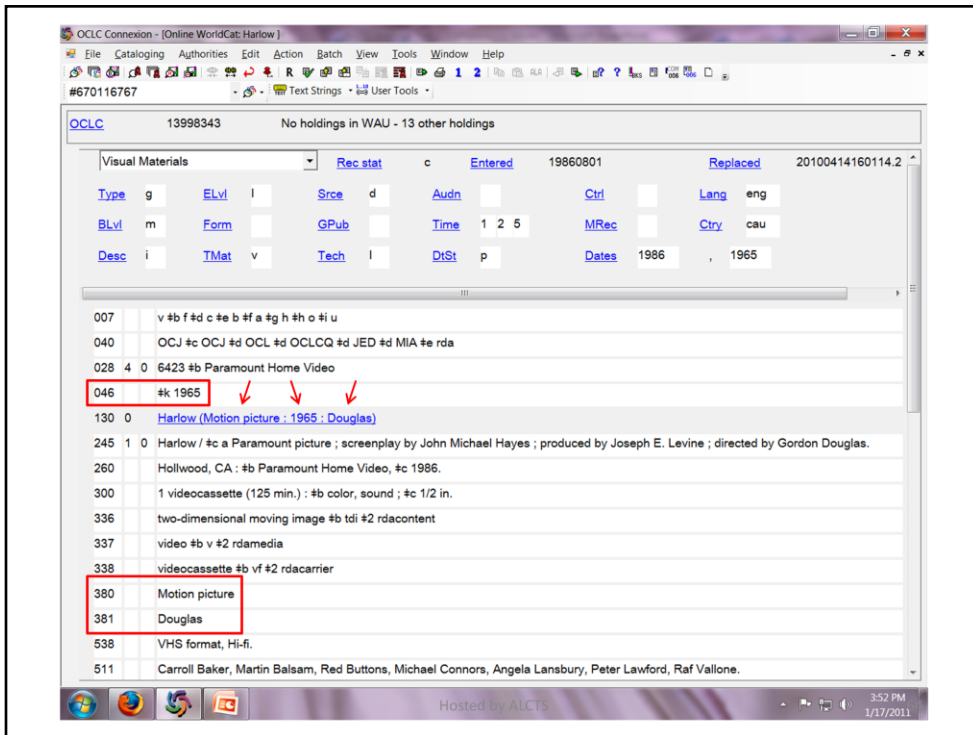 OCLC Connexion - [Online WorldCat: Harlow ]
File Cataloging Authorities Edit Action Batch View Tools Window Help
#670116767 Text Strings User Tools
OCLC 13998343 No holdings in WAU - 13 other holdings
Visual Materials Rec stat c Entered 19860801 Replaced 20100414160114.2
Type g ELvl I Srce d Audn Ctrl Lang eng
BLvl m Form GPub Time 1 2 5 MRec Ctry cau
Desc i TMat v Tech l DtSt p Dates 1986 , 1965
007 v ‡b f ‡d c ‡e b ‡f a ‡g h ‡h o ‡i u
040 OCJ ‡c OCJ ‡d OCL ‡d OCLCQ ‡d JED ‡d MIA ‡e rda
028 4 0 6423 ‡b Paramount Home Video
046 ‡k 1965
130 0 Harlow (Motion picture : 1965 : Douglas)
245 1 0 Harlow / ‡c a Paramount picture ; screenplay by John Michael Hayes ; produced by Joseph E. Levine ; directed by Gordon Douglas.
260 Hollwood, CA : ‡b Paramount Home Video, ‡c 1986.
300 1 videocassette (125 min.) : ‡b color, sound ; ‡c 1/2 in.
336 two-dimensional moving image ‡b tdi ‡2 rdacontent
337 video ‡b v ‡2 rdamedia
338 videocassette ‡b vf ‡2 rdacarrier
380 Motion picture
381 Douglas
538 VHS format, Hi-fi.
511 Carroll Baker, Martin Balsam, Red Buttons, Michael Connors, Angela Lansbury, Peter Lawford, Raf Vallone.
Hosted by ALCTS
3:52 PM
1/17/2011